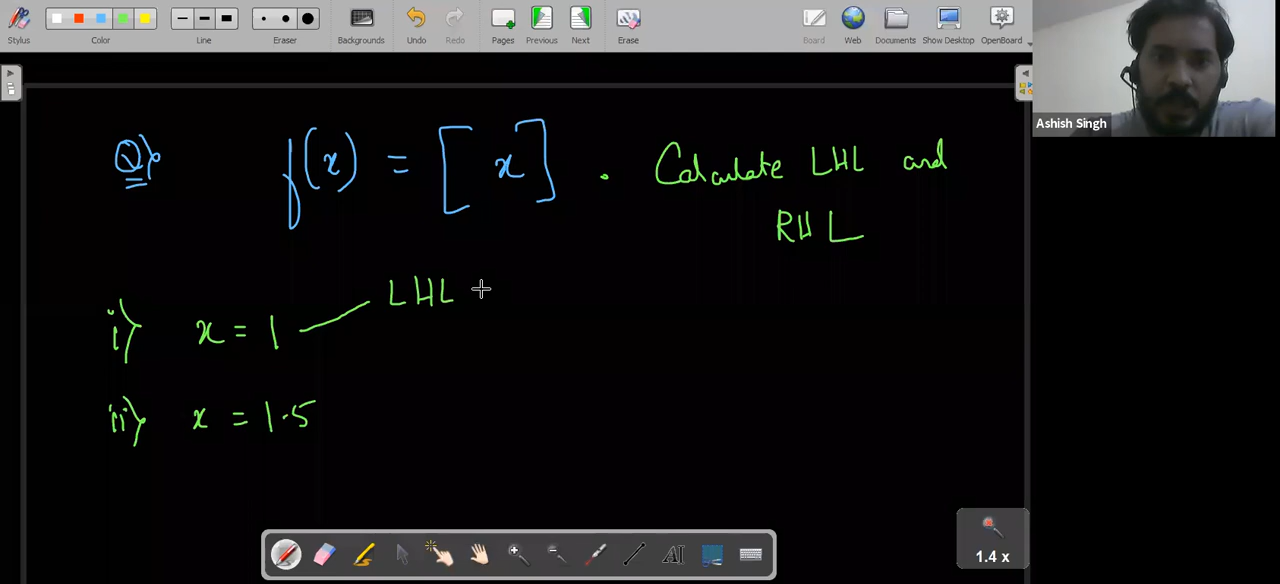 Stylus Color Line Eraser Backgrounds Undo Redo Pages Previous Next Erase Board Web Documents Show Desktop OpenBoard
Ashish Singh
Q) f(x) = [ x ] . Calculate LHL and
RHL
i) x = 1 LHL
ii) x = 1.5
AI
1.4 x